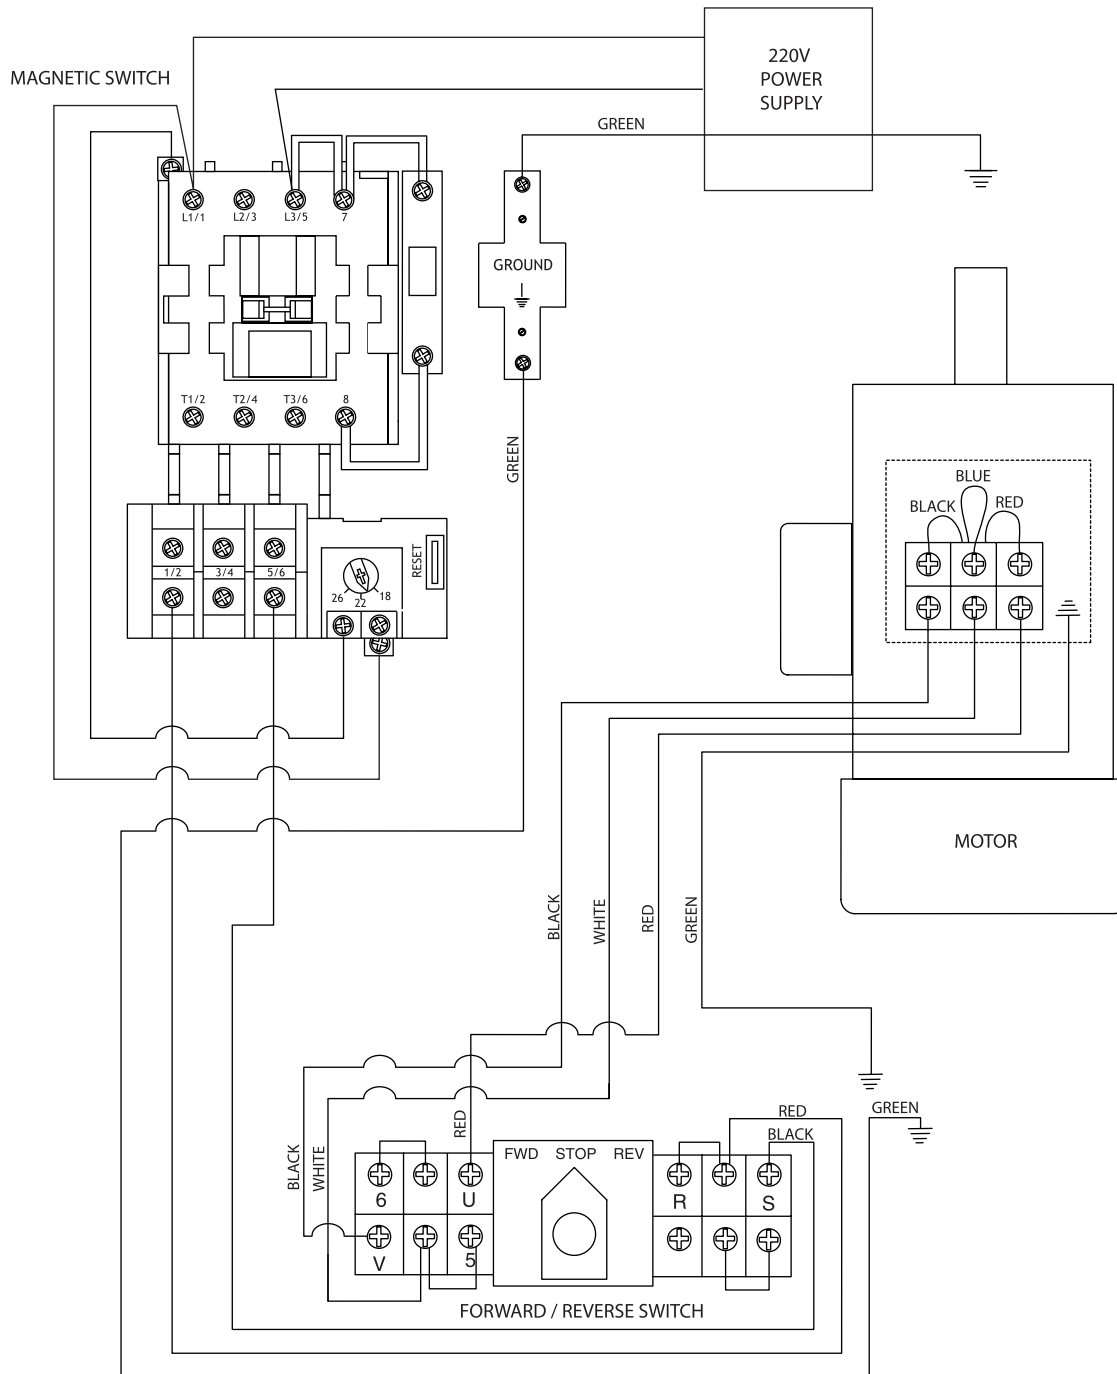 220V
POWER
SUPPLY
MAGNETIC SWITCH
GREEN
L1/1
L2/3
L3/5
7
GROUND
T1/2
T2/4
T3/6
8
GREEN
BLUE
BLACK
RED
RESET
1/2
3/4
5/6
26
22
18
MOTOR
BLACK
WHITE
RED
GREEN
GREEN
RED
BLACK
RED
BLACK
WHITE
FWD
STOP
REV
6
U
R
S
V
5
FORWARD / REVERSE SWITCH